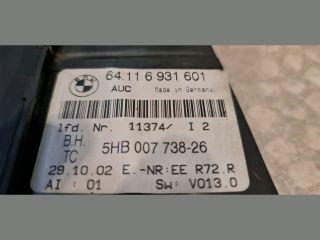 BMW
64.11 6 931 601
AUC Made in Germany
lfd. Nr. 11374/ I 2
B.H.
TC 5HB 007 738-26
29.10.02 E.-NR:EE R72.R
AI : 01 SW: V013.0